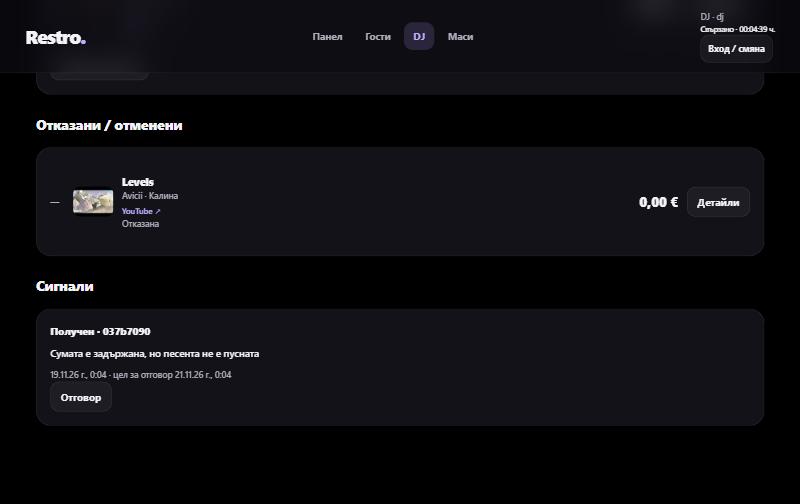 Restro.
Панел
Гости
DJ
Маси
DJ · dj
Свързано · 00:04:39 ч.
Вход / смяна
Отказани / отменени
—
Levels
Avicii · Калина
YouTube ↗
Отказана
0,00 €
Детайли
Сигнали
Получен · 037b7090
Сумата е задържана, но песента не е пусната
19.11.26 г., 0:04 · цел за отговор 21.11.26 г., 0:04
Отговор